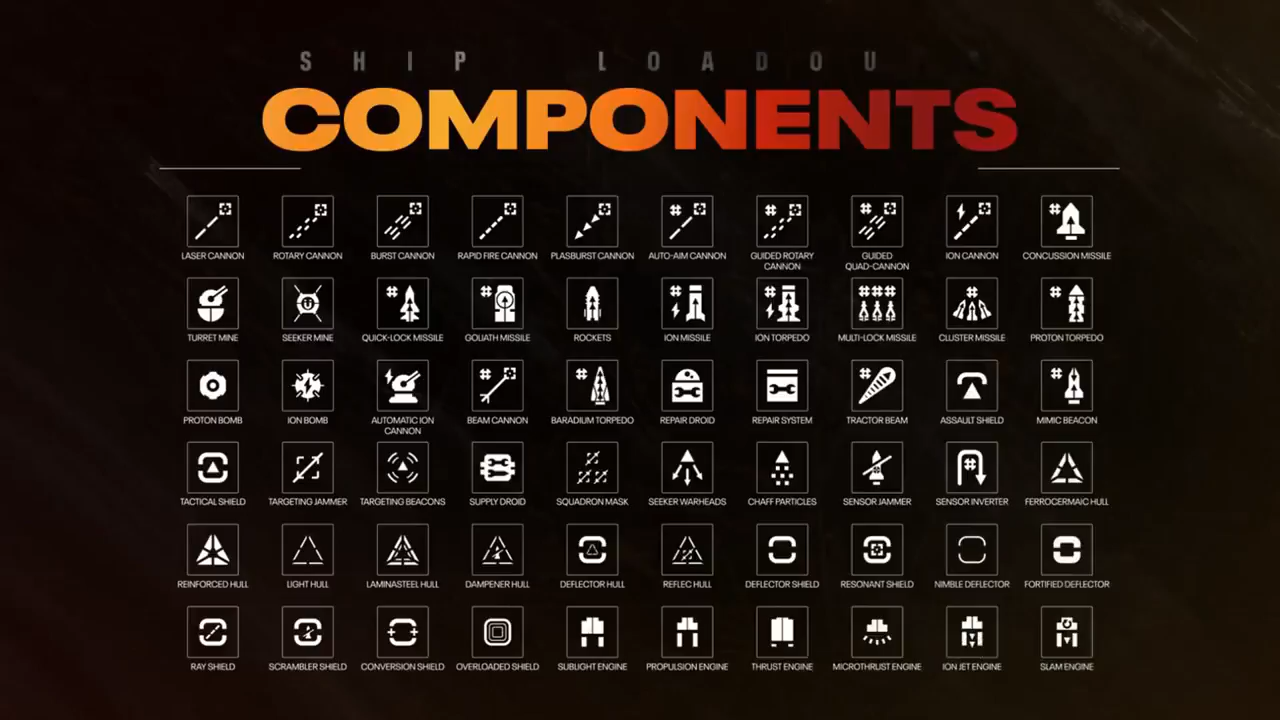 SHIP LOADOU
COMPONENTS
LASER CANNON ROTARY CANNON BURST CANNON RAPID FIRE CANNON PLASBURST CANNON AUTO-AIM CANNON GUIDED ROTARY CANNON GUIDED QUAD-CANNON ION CANNON CONCUSSION MISSILE
TURRET MINE SEEKER MINE QUICK-LOCK MISSILE GOLIATH MISSILE ROCKETS ION MISSILE ION TORPEDO MULTI-LOCK MISSILE CLUSTER MISSILE PROTON TORPEDO
PROTON BOMB ION BOMB AUTOMATIC ION CANNON BEAM CANNON BARADIUM TORPEDO REPAIR DROID REPAIR SYSTEM TRACTOR BEAM ASSAULT SHIELD MIMIC BEACON
TACTICAL SHIELD TARGETING JAMMER TARGETING BEACONS SUPPLY DROID SQUADRON MASK SEEKER WARHEADS CHAFF PARTICLES SENSOR JAMMER SENSOR INVERTER FERROCERMAIC HULL
REINFORCED HULL LIGHT HULL LAMINASTEEL HULL DAMPENER HULL DEFLECTOR HULL REFLEC HULL DEFLECTOR SHIELD RESONANT SHIELD NIMBLE DEFLECTOR FORTIFIED DEFLECTOR
RAY SHIELD SCRAMBLER SHIELD CONVERSION SHIELD OVERLOADED SHIELD SUBLIGHT ENGINE PROPULSION ENGINE THRUST ENGINE MICROTHRUST ENGINE ION JET ENGINE SLAM ENGINE